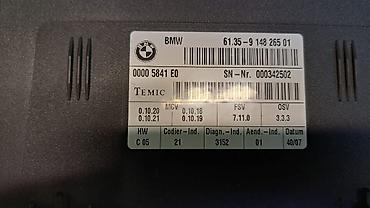 BMW 61.35-9 148 265 01
0000 5841 E0 SN-Nr. 000342502
TEMIC MCV FSV OSV
0.10.20 0.10.18
0.10.21 0.10.19 7.11.0 3.3.3
HW Codier-Ind. Diagn.-Ind. Aend.-Ind. Datum
C 05 21 3152 01 40/07